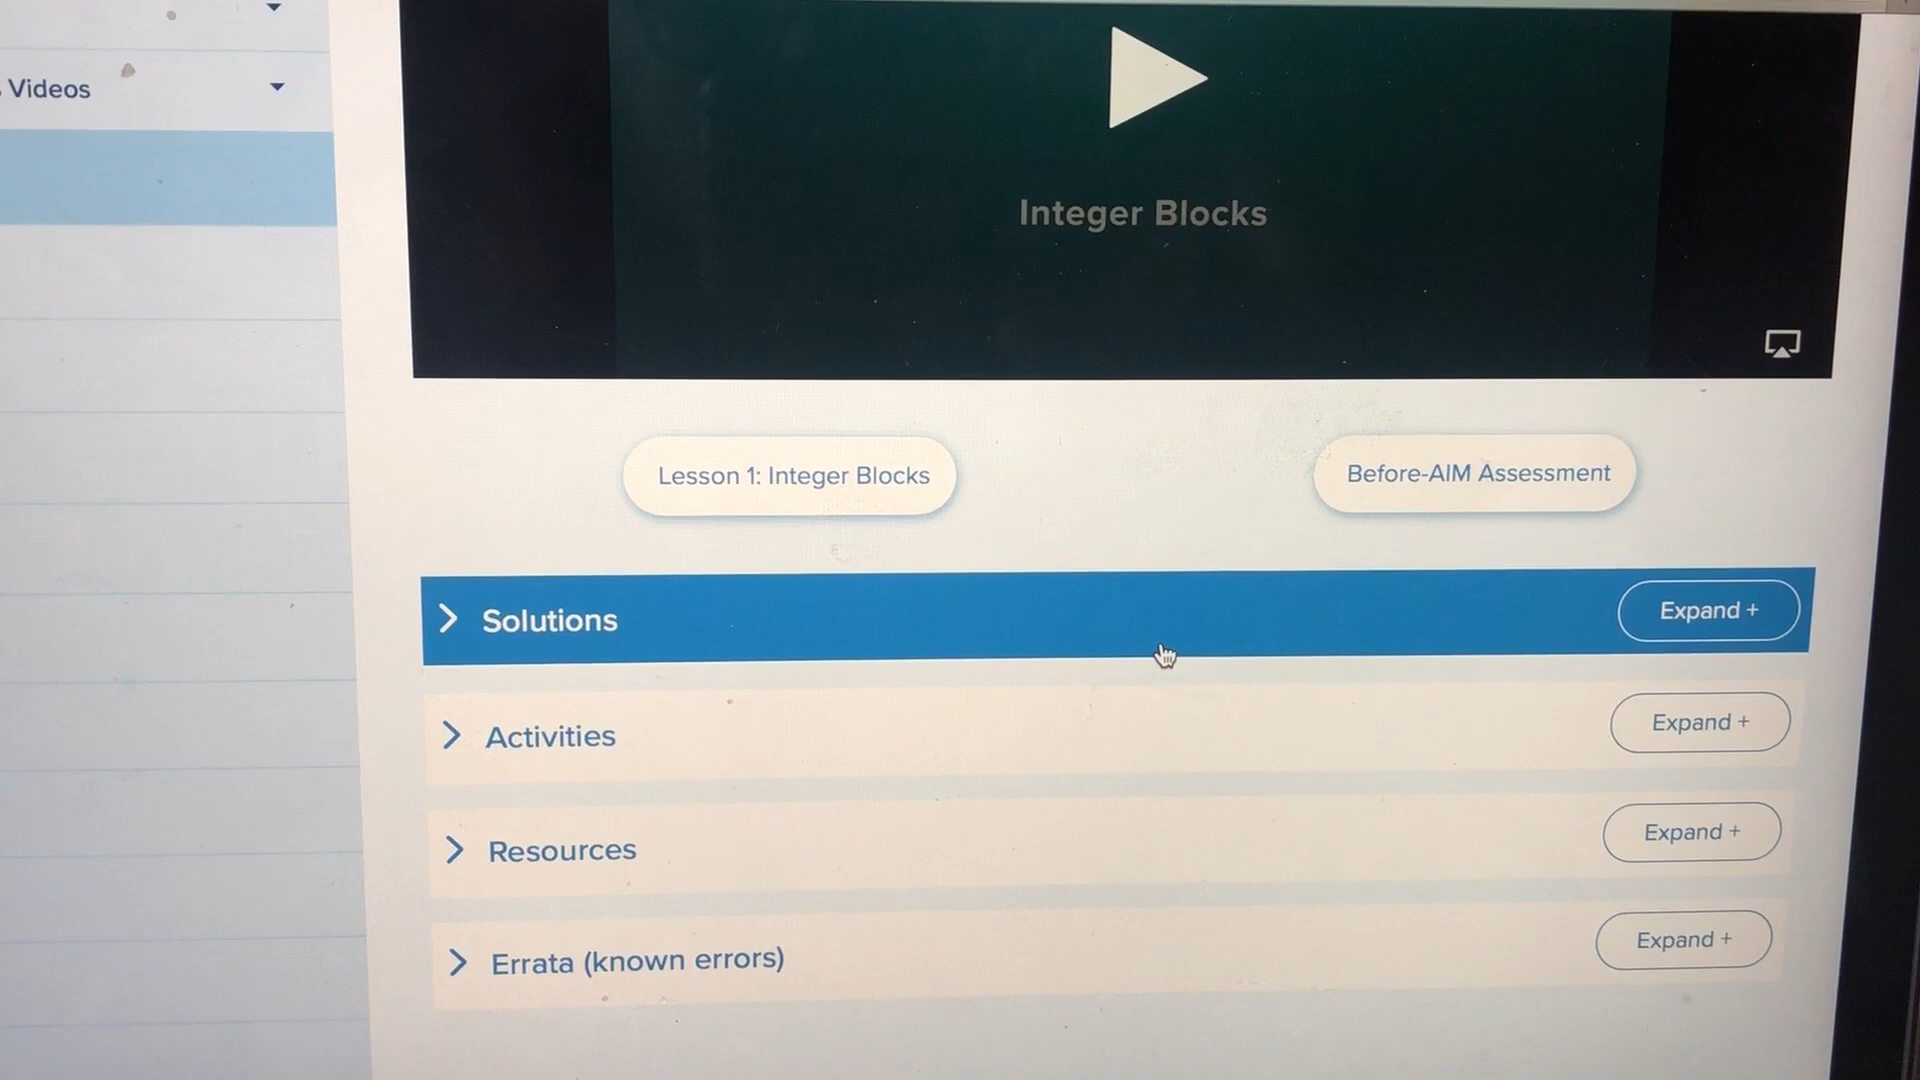 Videos
Integer Blocks
Lesson 1: Integer Blocks
Before-AIM Assessment
Solutions
Expand +
Activities
Expand +
Resources
Expand +
Errata (known errors)
Expand +